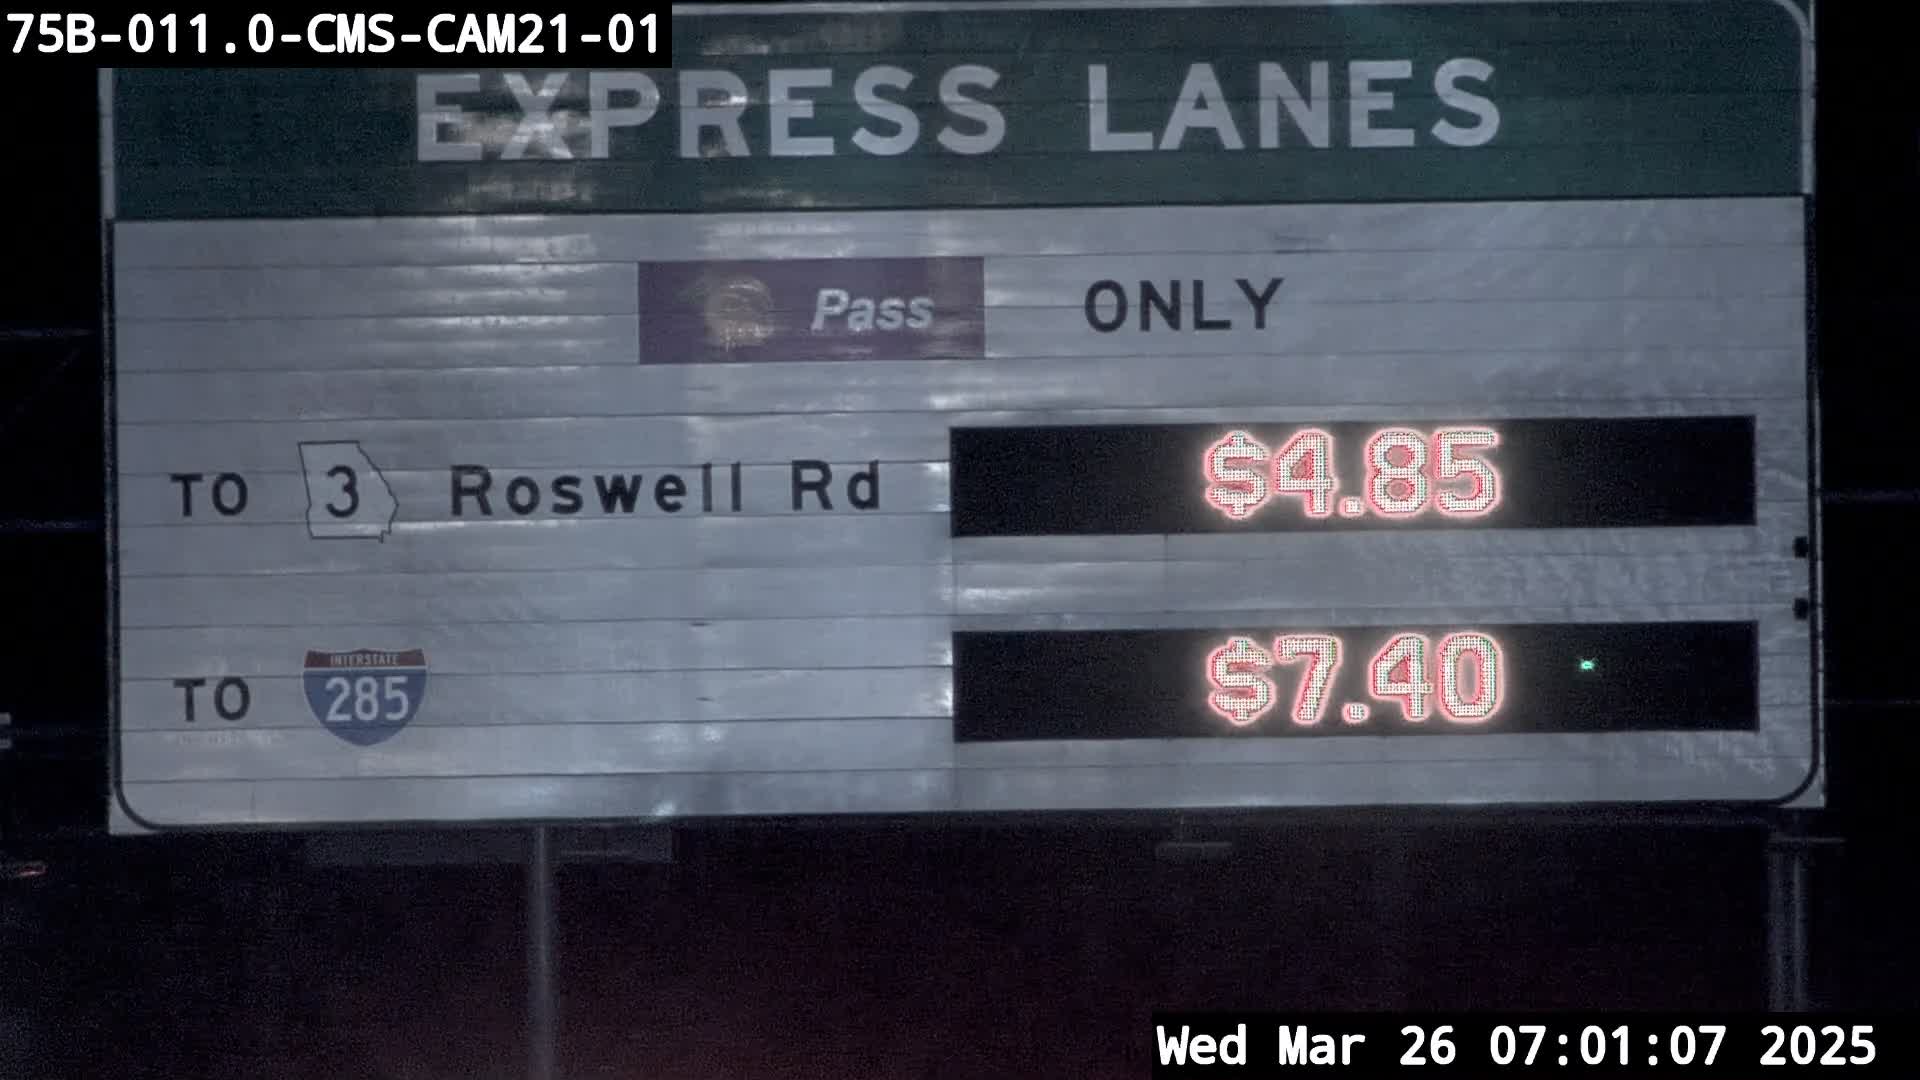 75B-011.0-CMS-CAM21-01
EXPRESS LANES
Pass ONLY
TO 3 Roswell Rd $4.85
TO INTERSTATE 285 $7.40
Wed Mar 26 07:01:07 2025